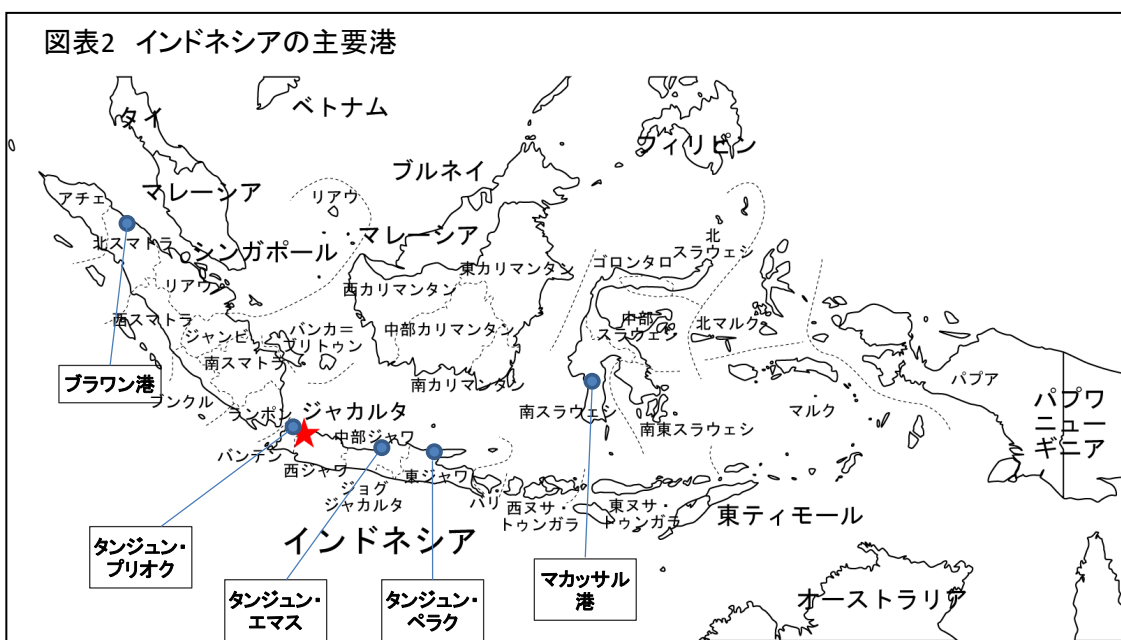 図表2 インドネシアの主要港
ベトナム
タイ
フィリピン
ブルネイ
マレーシア
アチェ
リアウ
北スマトラ
シンガポール
マレーシア
北
スラウェシ
ゴロンタロ
東カリマンタン
リアウ
西カリマンタン
西スマトラ
ジャンビ
バンカ＝
ブリトゥン
中部カリマンタン
中部
スラウェシ
北マルク
南スマトラ
ブラワン港
南カリマンタン
パプア
ブンクル
ランポン
ジャカルタ
南スラウェシ
マルク
パプワ
ニュー
ギニア
南東スラウェシ
バンテン
中部ジャワ
西ジャワ
東ジャワ
ジョグ
ジャカルタ
バリ
西ヌサ・
トゥンガラ
東ヌサ・
トゥンガラ
東ティモール
インドネシア
タンジュン・
プリオク
タンジュン・
エマス
タンジュン・
ペラク
マカッサル
港
オーストラリア